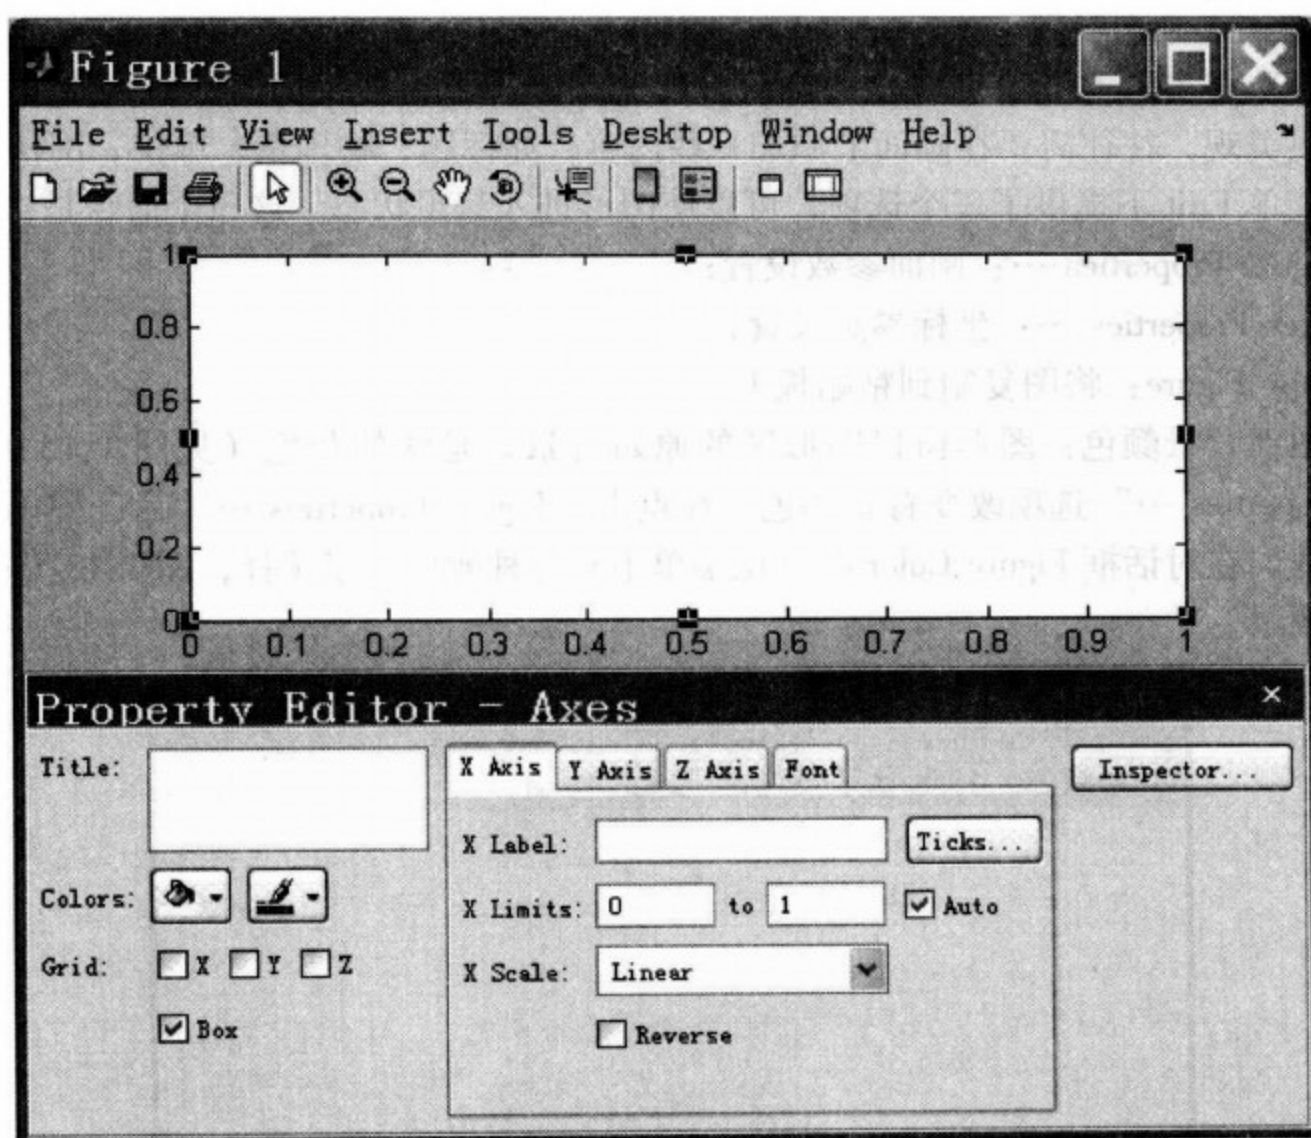 Figure 1
File Edit View Insert Tools Desktop Window Help
1
0.8
0.6
0.4
0.2
0
0 0.1 0.2 0.3 0.4 0.5 0.6 0.7 0.8 0.9 1
Property Editor - Axes
Title:
X Axis Y Axis Z Axis Font
Inspector...
X Label:
Ticks...
Colors:
X Limits: 0 to 1 Auto
Grid: X Y Z
X Scale: Linear
Box
Reverse